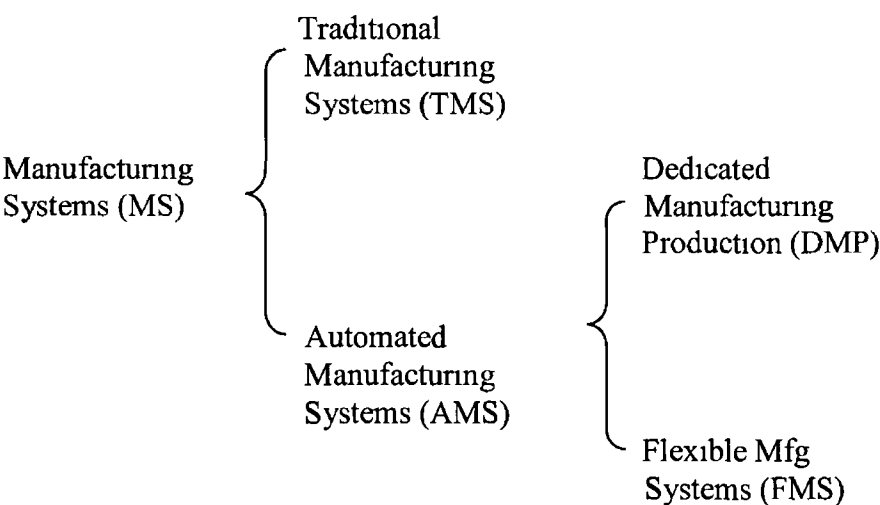 Traditional
Manufacturing
Systems (TMS)
Manufacturing
Systems (MS)
Dedicated
Manufacturing
Production (DMP)
Automated
Manufacturing
Systems (AMS)
Flexible Mfg
Systems (FMS)